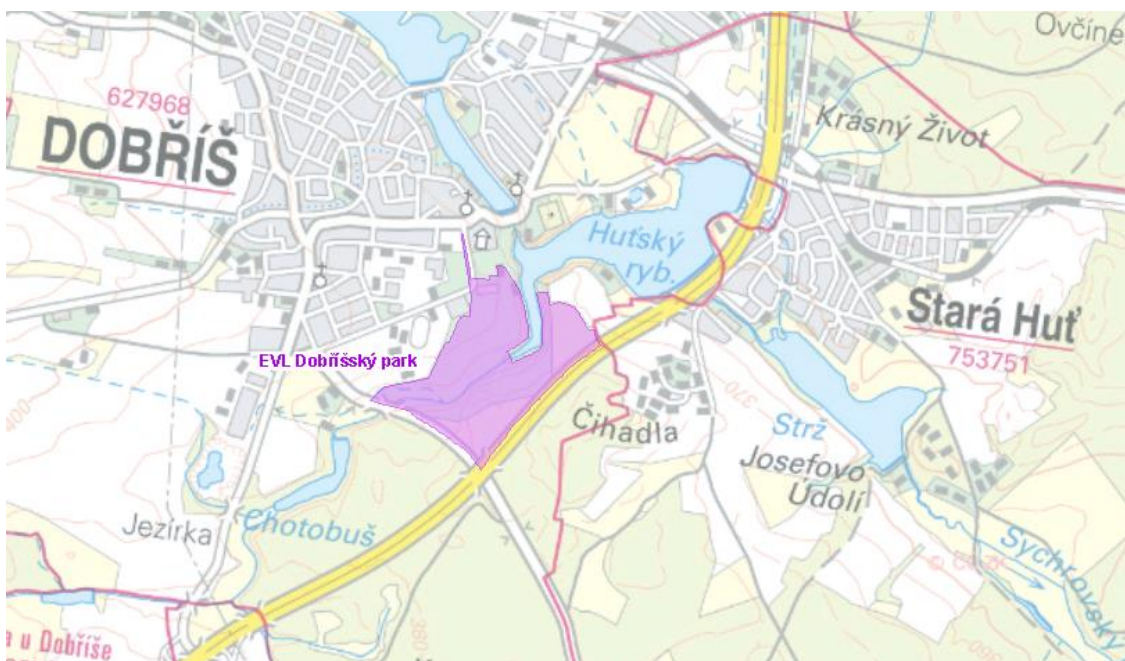 Ovčíne
627968
DOBŘÍŠ
Krásný Život
Huťský
ryb.
Stará Huť
753751
EVL Dobříšský park
370
400
Čihadla
Strž
Josefovo
Údolí
Chotobuš
Jezírka
Sychrovský
380
360
a u Dobříše